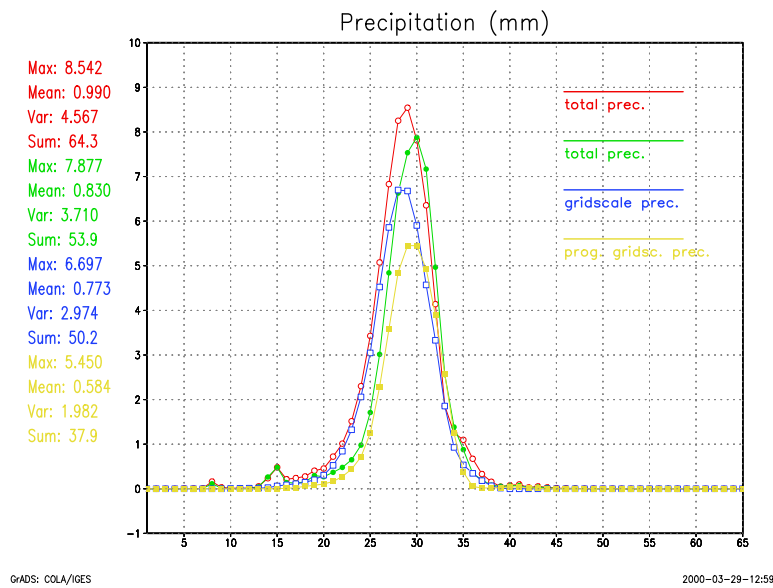 Precipitation (mm)
Max: 8.542
Mean: 0.990
Var: 4.567
Sum: 64.3
Max: 7.877
Mean: 0.830
Var: 3.710
Sum: 53.9
Max: 6.697
Mean: 0.773
Var: 2.974
Sum: 50.2
Max: 5.450
Mean: 0.584
Var: 1.982
Sum: 37.9
10
9
8
7
6
5
4
3
2
1
0
-1
total prec.
total prec.
gridscale prec.
prog. gridsc. prec.
5 10 15 20 25 30 35 40 45 50 55 60 65
GrADS: COLA/IGES
2000-03-29-12:59